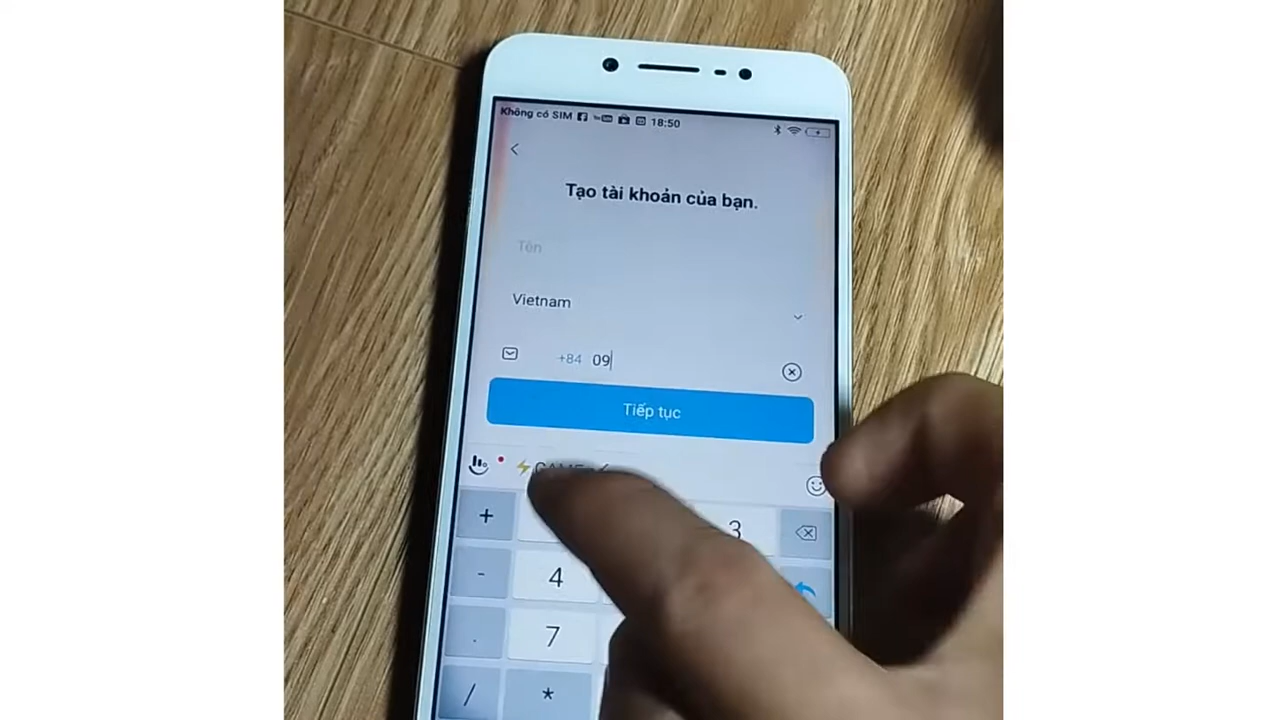 Không có SIM 18:50
Tạo tài khoản của bạn.
Tên
Vietnam
+84 09
Tiếp tục
+ 3
- 4
. 7
/ *